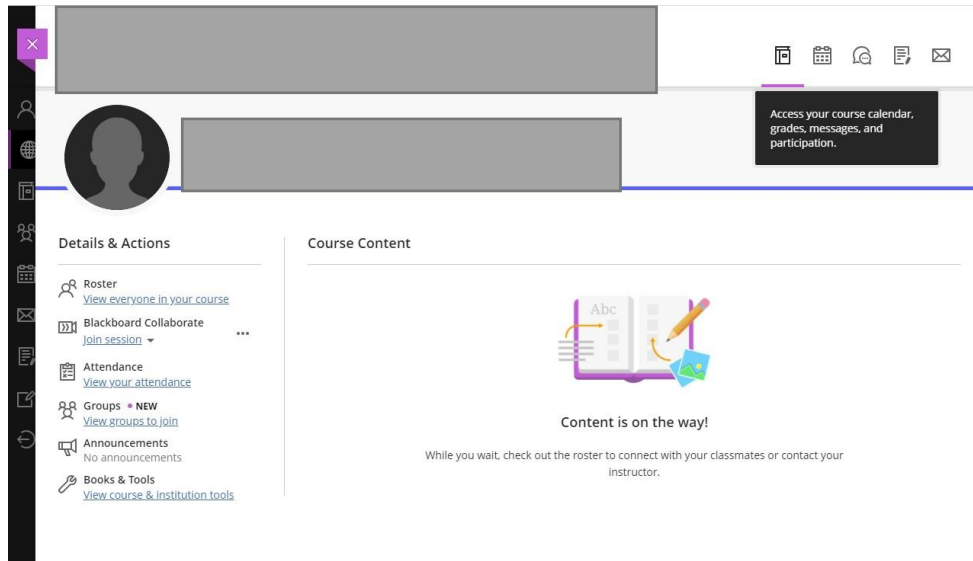 Access your course calendar,
grades, messages, and
participation.
Details & Actions
Roster
View everyone in your course
Blackboard Collaborate
Join session
Attendance
View your attendance
Groups • NEW
View groups to join
Announcements
No announcements
Books & Tools
View course & institution tools
Course Content
Abc
Content is on the way!
While you wait, check out the roster to connect with your classmates or contact your
instructor.